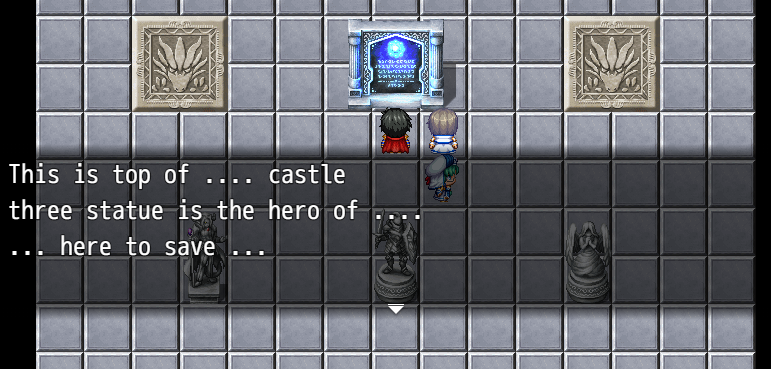 This is top of .... castle
three statue is the hero of ....
... here to save ...